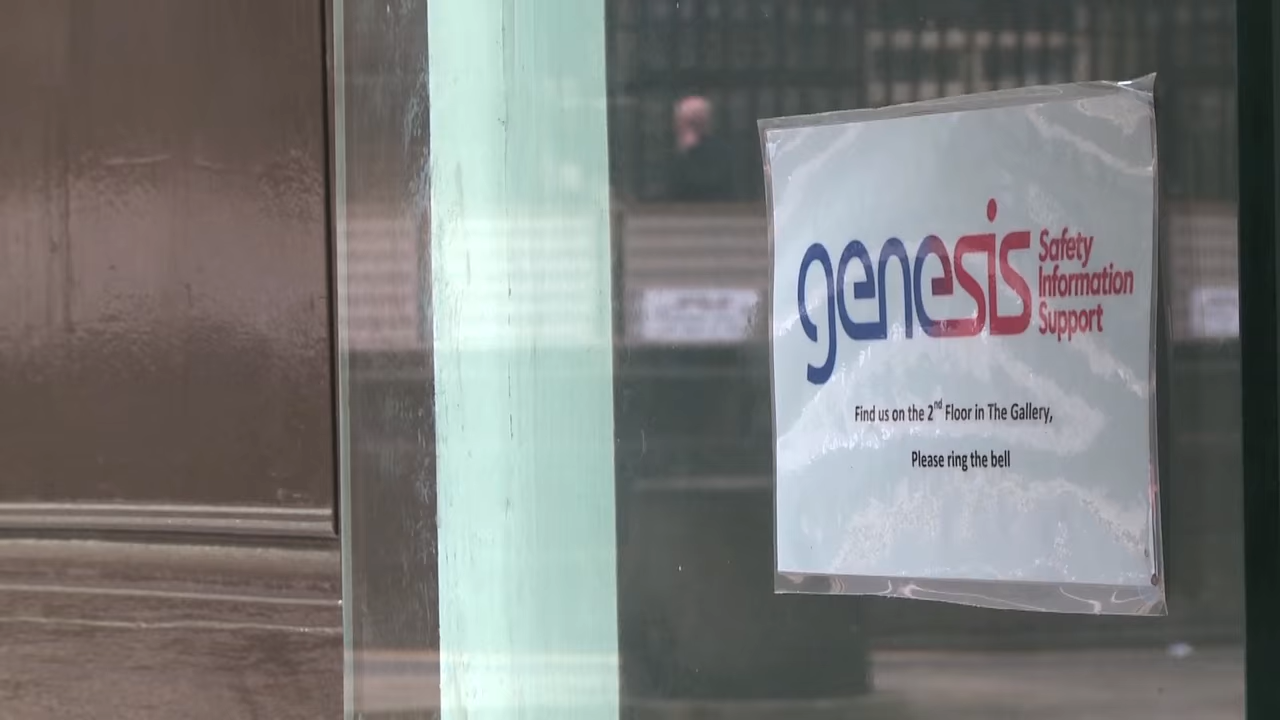 genesis
Safety
Information
Support
Find us on the 2nd Floor in The Gallery,
Please ring the bell